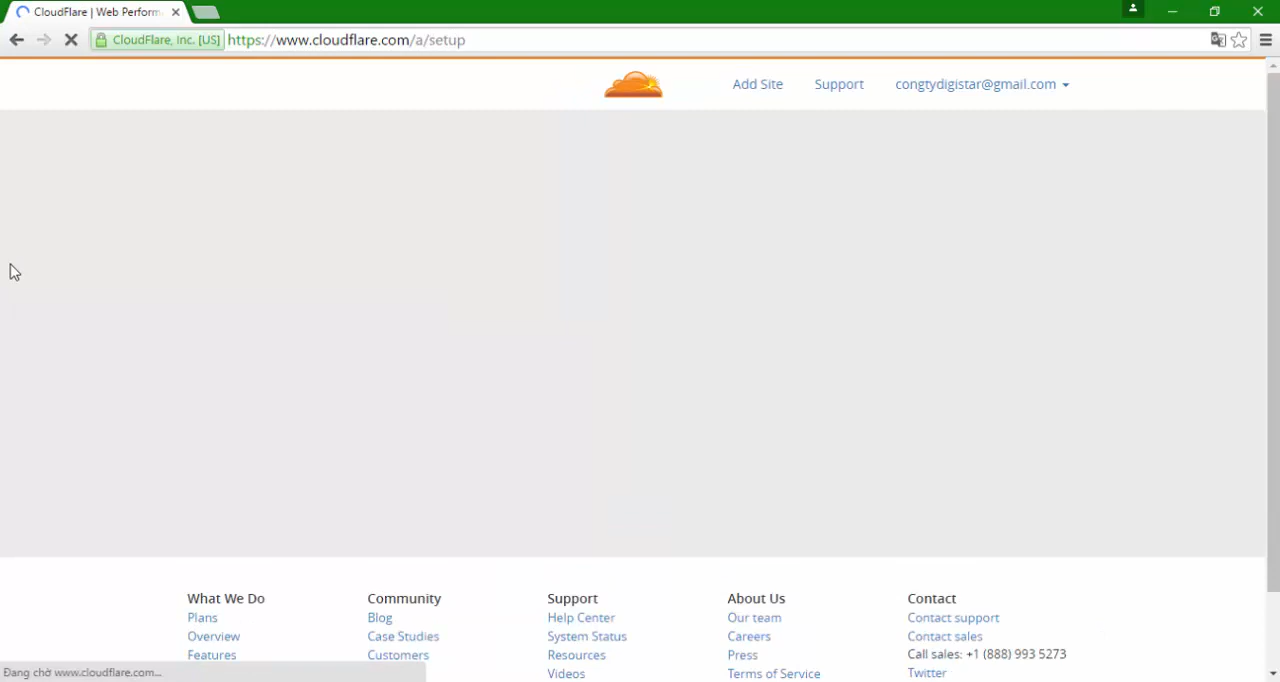 CloudFlare | Web Perform
CloudFlare, Inc. [US] https://www.cloudflare.com/a/setup
Add Site Support congtydigistar@gmail.com
What We Do Community Support About Us Contact
Plans Blog Help Center Our team Contact support
Overview Case Studies System Status Careers Contact sales
Features Customers Resources Press Call sales: +1 (888) 993 5273
Videos Terms of Service Twitter
Đang chờ www.cloudflare.com...